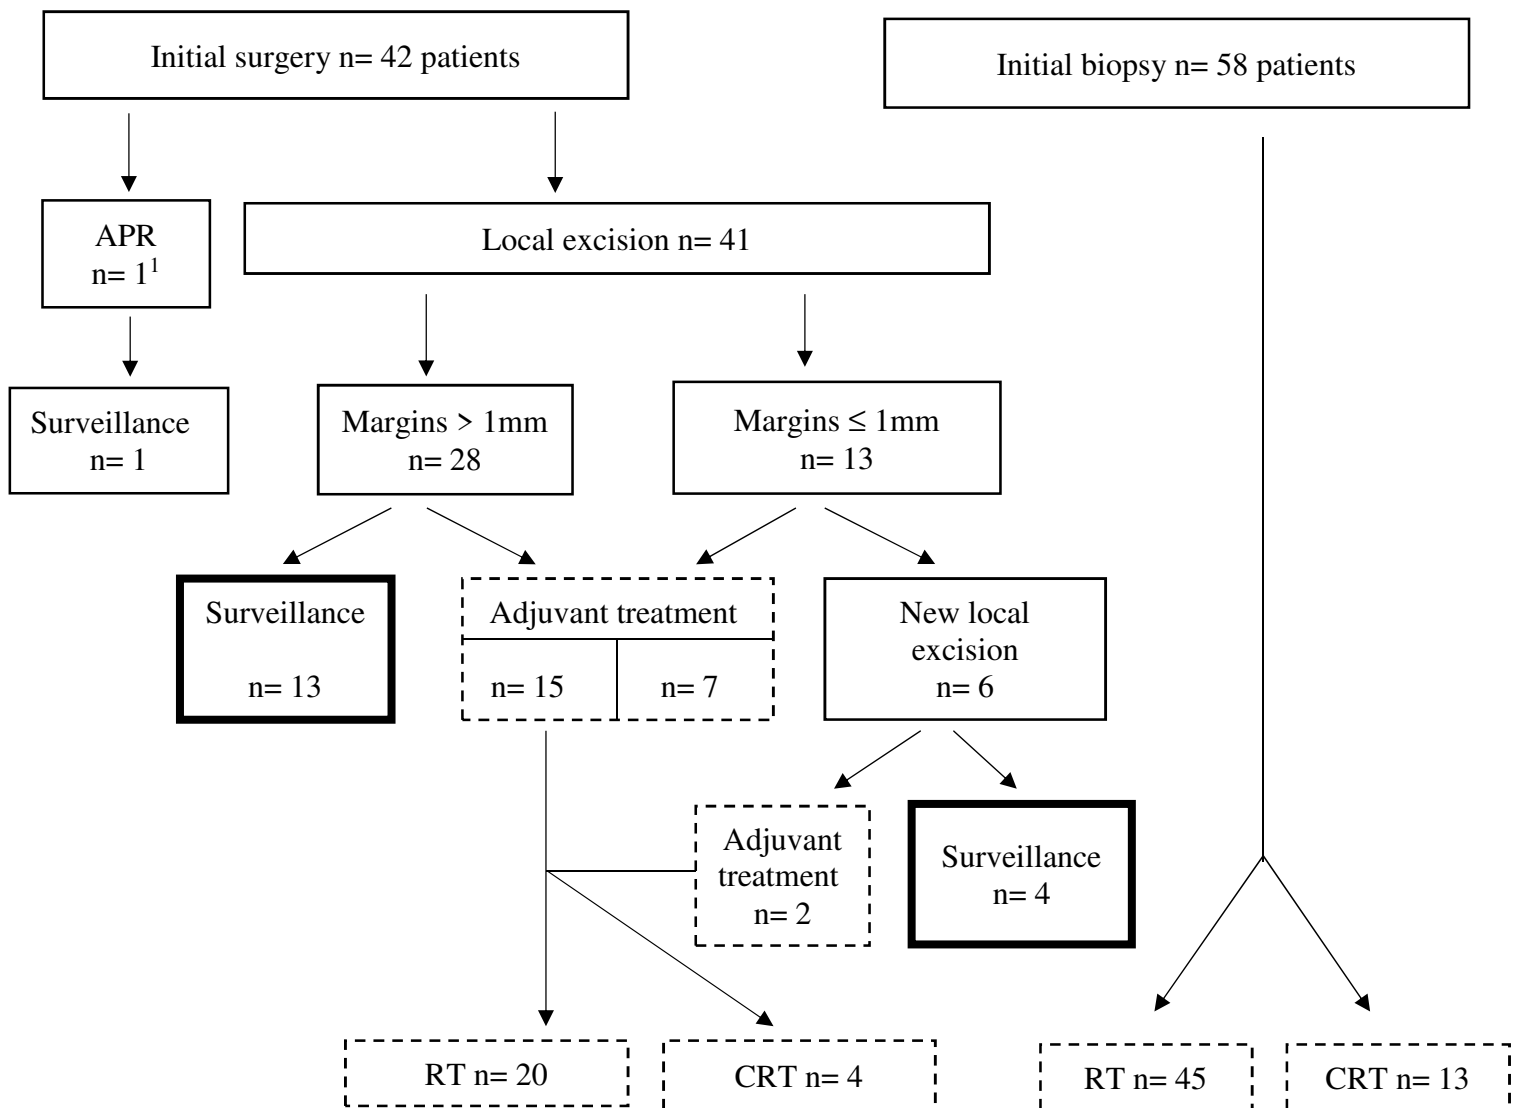 Initial surgery n= 42 patients
Initial biopsy n= 58 patients
APR
n= 1¹
Local excision n= 41
Surveillance
n= 1
Margins > 1mm
n= 28
Margins ≤ 1mm
n= 13
Surveillance
n= 13
Adjuvant treatment
n= 15
n= 7
New local
excision
n= 6
Adjuvant
treatment
n= 2
Surveillance
n= 4
RT n= 20
CRT n= 4
RT n= 45
CRT n= 13